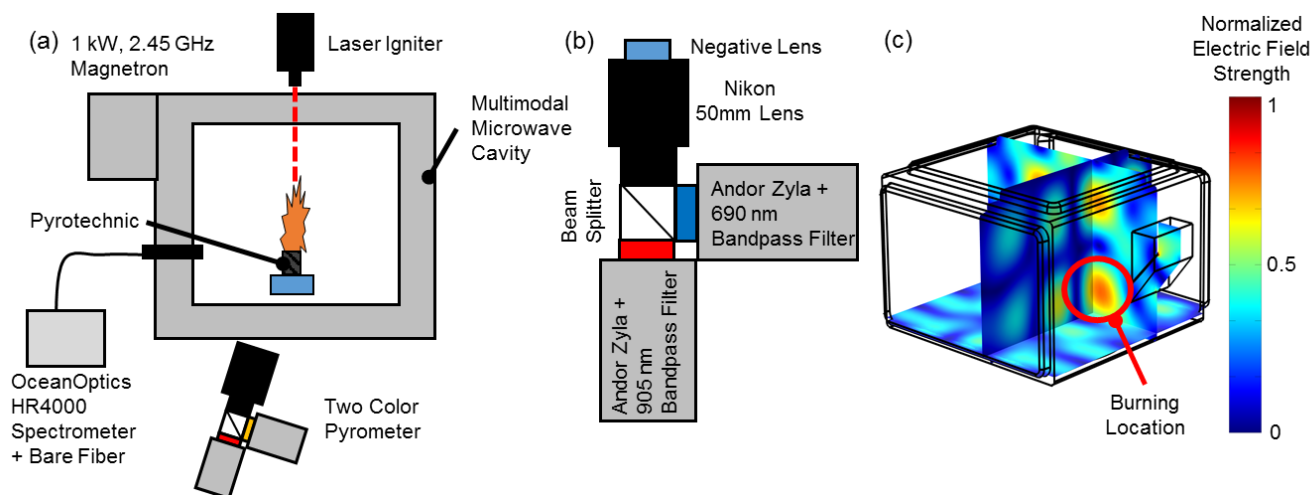 (a)
1 kW, 2.45 GHz
Magnetron
Laser Igniter
Multimodal
Microwave
Cavity
Pyrotechnic
OceanOptics
HR4000
Spectrometer
+ Bare Fiber
Two Color
Pyrometer
(b)
Negative Lens
Nikon
50mm Lens
Beam
Splitter
Andor Zyla +
690 nm
Bandpass Filter
Andor Zyla +
905 nm
Bandpass Filter
(c)
Normalized
Electric Field
Strength
1
0.5
0
Burning
Location